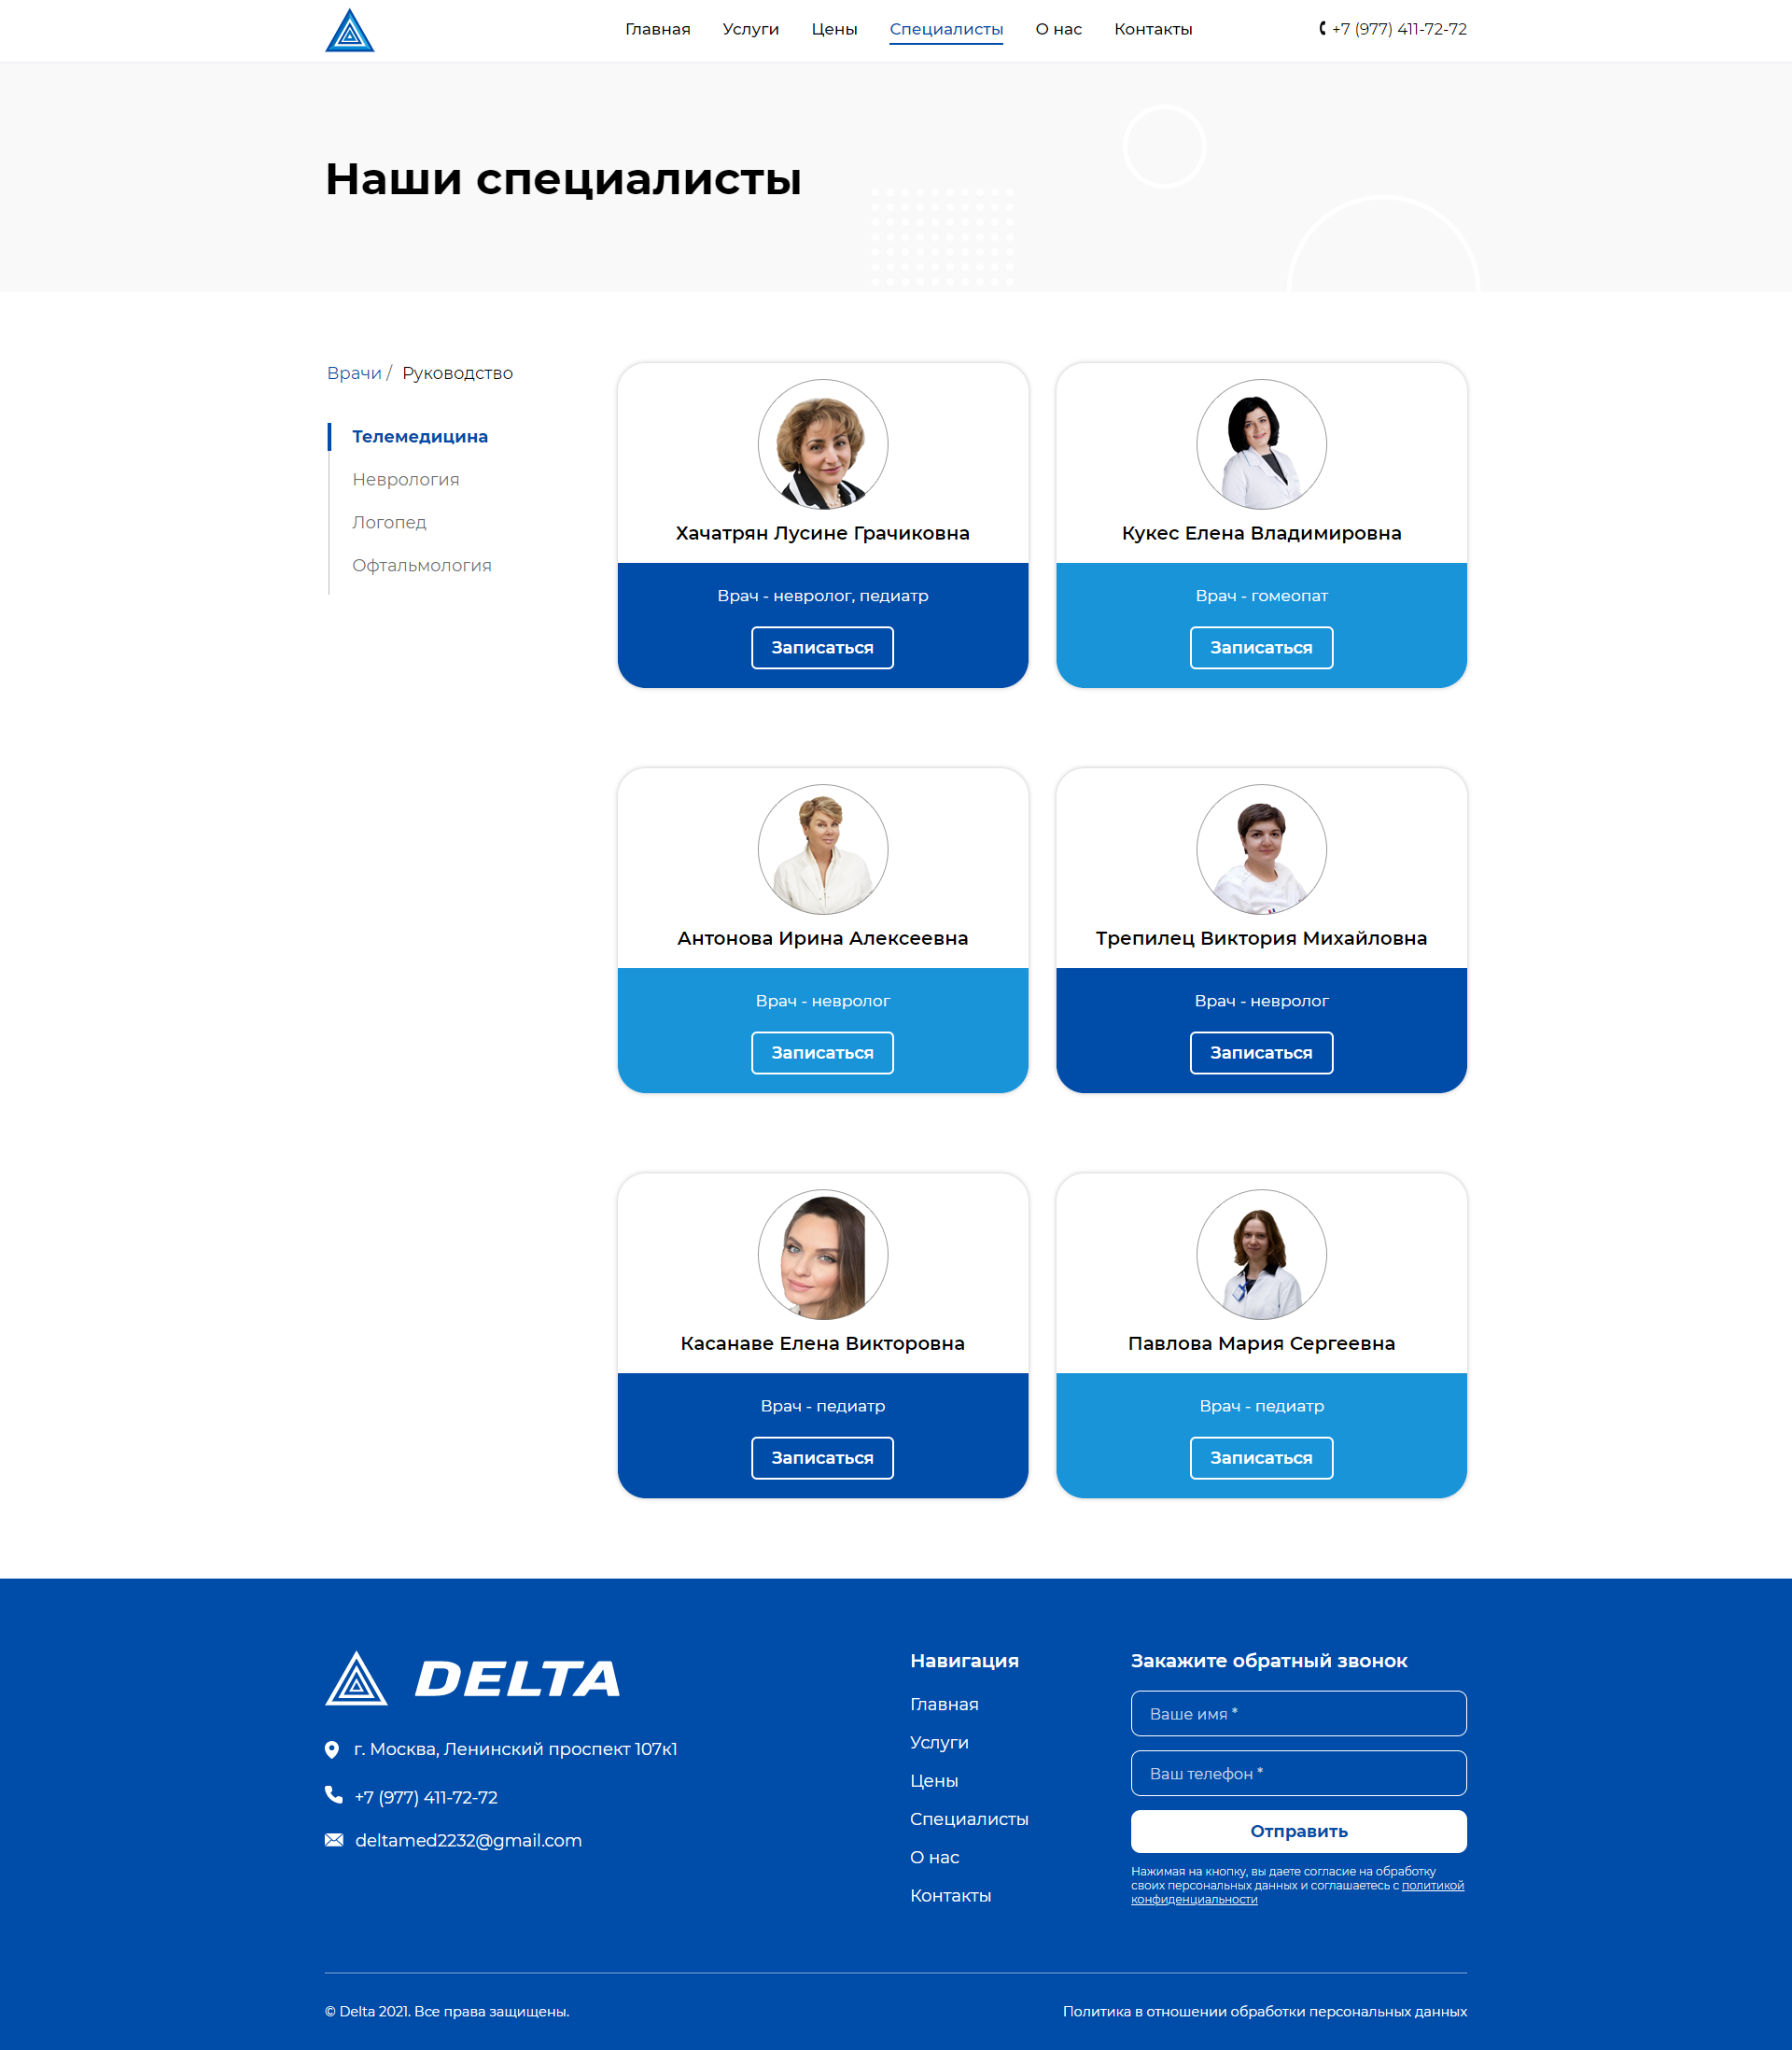 Главная Услуги Цены Специалисты О нас Контакты +7 (977) 411-72-72
Наши специалисты
Врачи / Руководство
Телемедицина
Неврология
Логопед
Офтальмология
Хачатрян Лусине Грачиковна
Врач - невролог, педиатр
Записаться
Кукес Елена Владимировна
Врач - гомеопат
Записаться
Антонова Ирина Алексеевна
Врач - невролог
Записаться
Трепилец Виктория Михайловна
Врач - невролог
Записаться
Касанаве Елена Викторовна
Врач - педиатр
Записаться
Павлова Мария Сергеевна
Врач - педиатр
Записаться
DELTA
г. Москва, Ленинский проспект 107к1
+7 (977) 411-72-72
deltamed2232@gmail.com
Навигация
Главная
Услуги
Цены
Специалисты
О нас
Контакты
Закажите обратный звонок
Ваше имя *
Ваш телефон *
Отправить
Нажимая на кнопку, вы даете согласие на обработку
своих персональных данных и соглашаетесь с политикой
конфиденциальности
© Delta 2021. Все права защищены.
Политика в отношении обработки персональных данных